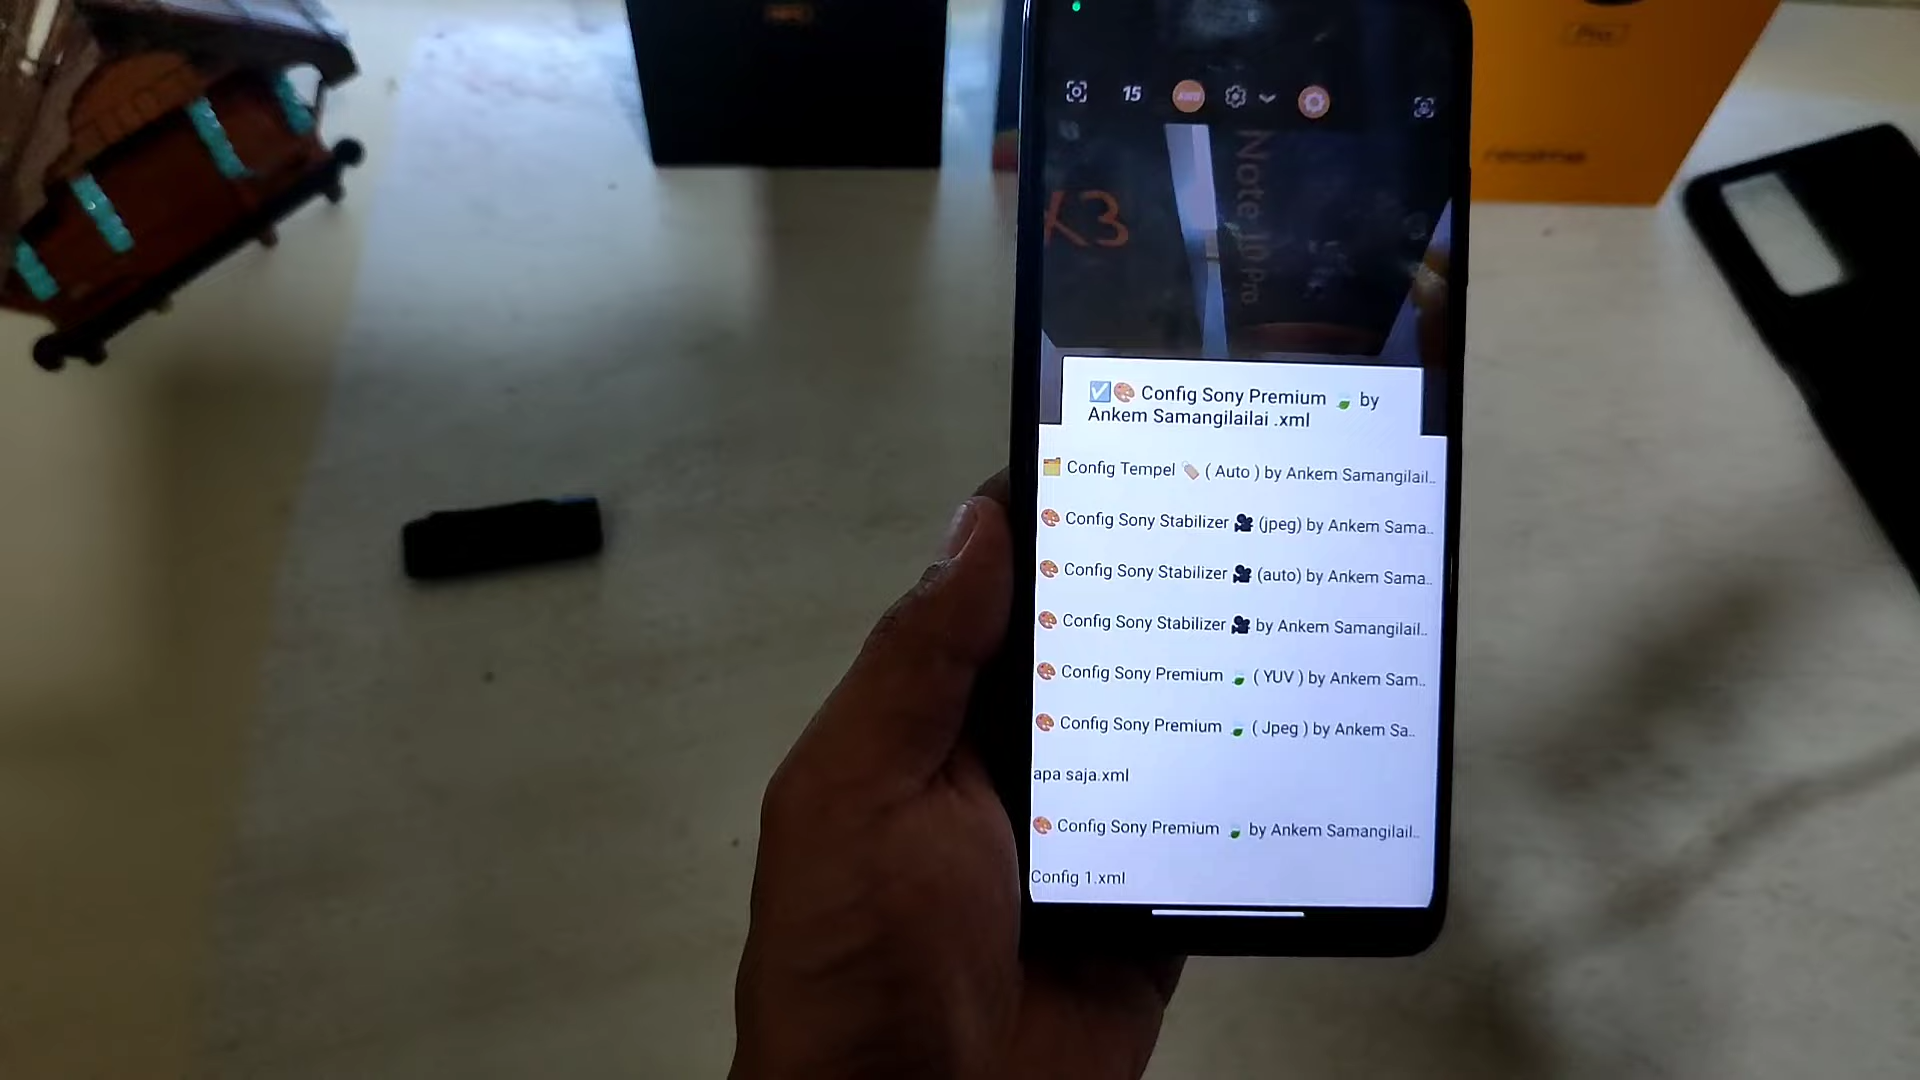 Pro
realme
15
AWB
K3
Note 10 Pro
☑️🎨 Config Sony Premium 🍃 by
Ankem Samangilailai .xml
🗂️ Config Tempel 🏷️ ( Auto ) by Ankem Samangilail..
🎨 Config Sony Stabilizer 🎥 (jpeg) by Ankem Sama..
🎨 Config Sony Stabilizer 🎥 (auto) by Ankem Sama..
🎨 Config Sony Stabilizer 🎥 by Ankem Samangilail..
🎨 Config Sony Premium 🍃 ( YUV ) by Ankem Sam..
🎨 Config Sony Premium 🍃 ( Jpeg ) by Ankem Sa..
apa saja.xml
🎨 Config Sony Premium 🍃 by Ankem Samangilail..
Config 1.xml